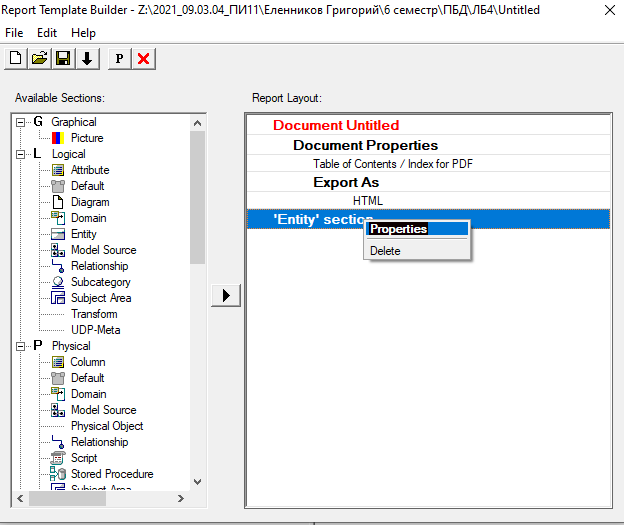 Report Template Builder - Z:\2021_09.03.04_ПИ11\Еленников Григорий\6 семестр\ПБД\ЛБ4\Untitled
File Edit Help
P
Available Sections:
Report Layout:
G Graphical
Picture
L Logical
Attribute
Default
Diagram
Domain
Entity
Model Source
Relationship
Subcategory
Subject Area
Transform
UDP-Meta
P Physical
Column
Default
Domain
Model Source
Physical Object
Relationship
Script
Stored Procedure
Subject Area
Document Untitled
Document Properties
Table of Contents / Index for PDF
Export As
HTML
'Entity' section
Properties
Delete